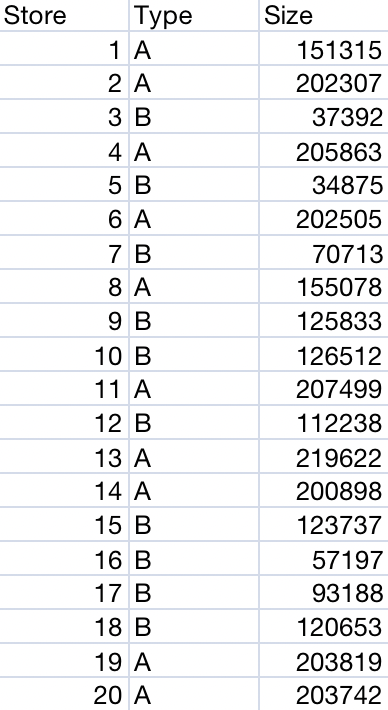 Store Type Size
1 A 151315
2 A 202307
3 B 37392
4 A 205863
5 B 34875
6 A 202505
7 B 70713
8 A 155078
9 B 125833
10 B 126512
11 A 207499
12 B 112238
13 A 219622
14 A 200898
15 B 123737
16 B 57197
17 B 93188
18 B 120653
19 A 203819
20 A 203742